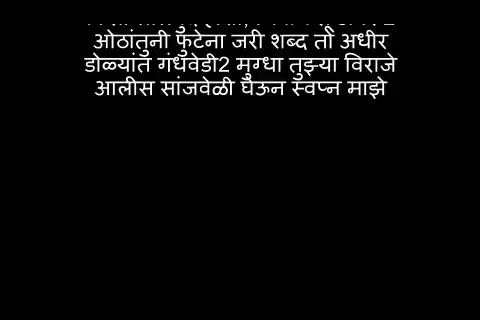 ओठांतुनी फुटेना जरी शब्द तो अधीर
डोळ्यांत गंधवेडी2 मुग्धा तुझ्या विराजे
आलीस सांजवेळी घेऊन स्वप्न माझे